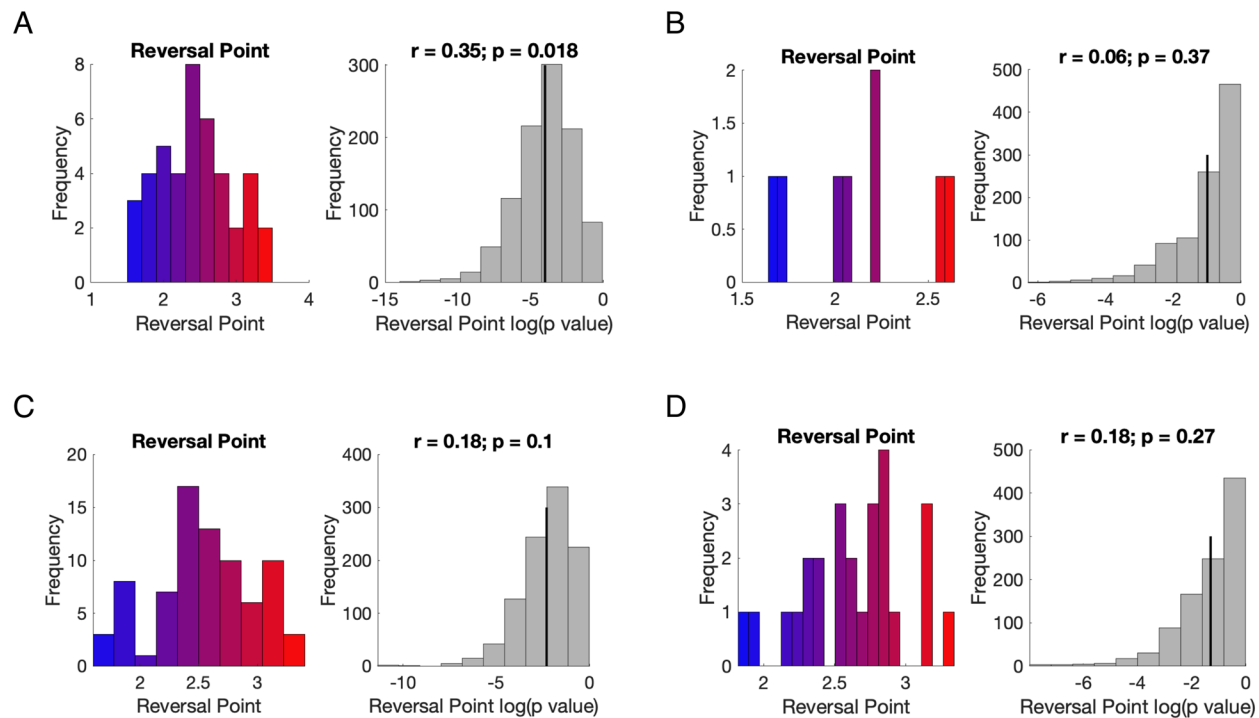 A
Reversal Point
8
6
4
2
0
Frequency
1
2
3
4
Reversal Point
r = 0.35; p = 0.018
300
200
100
0
Frequency
-15
-10
-5
0
Reversal Point log(p value)
B
Reversal Point
2
1.5
1
0.5
0
Frequency
1.5
2
2.5
Reversal Point
r = 0.06; p = 0.37
500
400
300
200
100
0
Frequency
-6
-4
-2
0
Reversal Point log(p value)
C
Reversal Point
20
15
10
5
0
Frequency
2
2.5
3
Reversal Point
r = 0.18; p = 0.1
400
300
200
100
0
Frequency
-10
-5
0
Reversal Point log(p value)
D
Reversal Point
4
3
2
1
0
Frequency
2
2.5
3
Reversal Point
r = 0.18; p = 0.27
500
400
300
200
100
0
Frequency
-6
-4
-2
0
Reversal Point log(p value)